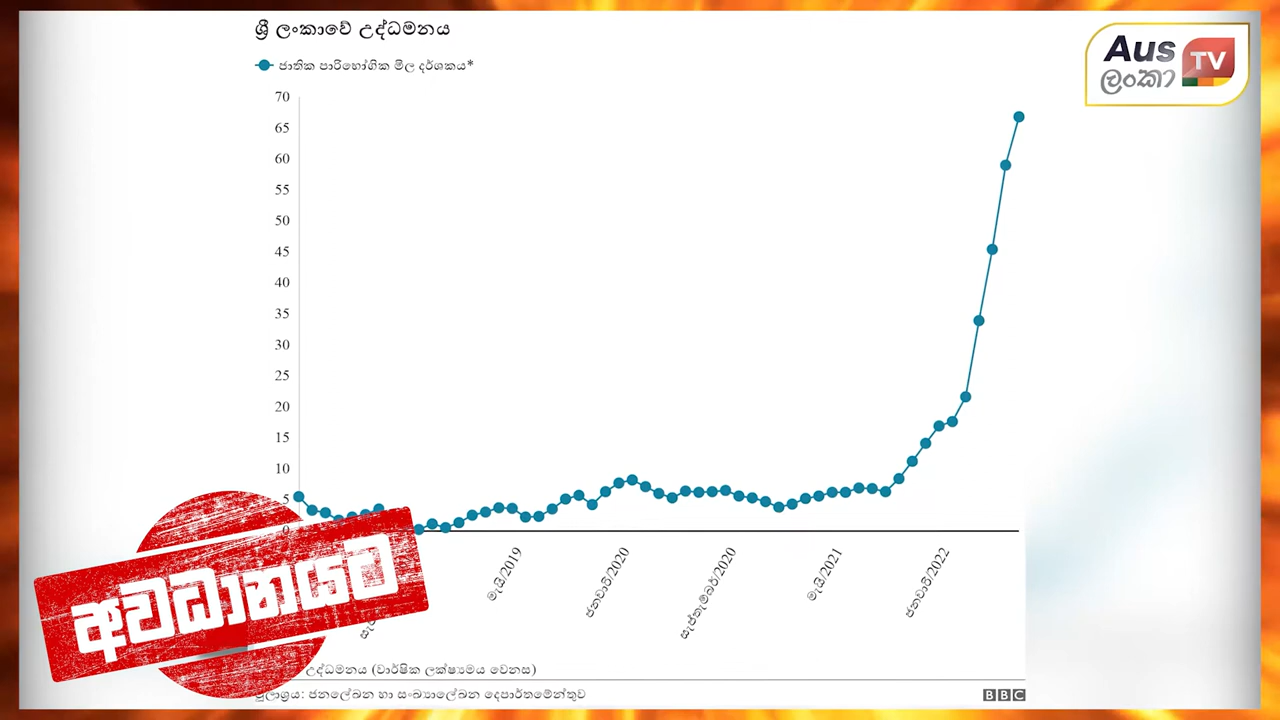 ශ්‍රී ලංකාවේ උද්ධමනය
Aus
TV
ලංකා
ජාතික පාරිභෝගික මිල දර්ශකය*
70
65
60
55
50
45
40
35
30
25
20
15
10
5
0
මැයි/2019
ජනවාරි/2020
සැප්තැම්බර්/2020
මැයි/2021
ජනවාරි/2022
අවධානයට
උද්ධමනය (වාර්ෂික ලක්ෂ්‍යමය වෙනස)
මූලාශ්‍රය: ජනලේඛන හා සංඛ්‍යාලේඛන දෙපාර්තමේන්තුව
BBC